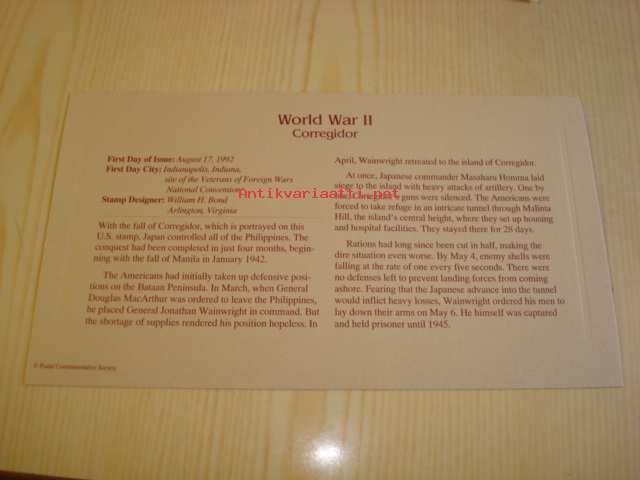 World War II
Corregidor
First Day of Issue: August 17, 1992
First Day City: Indianapolis, Indiana,
site of the Veterans of Foreign Wars
National Convention
Stamp Designer: William H. Bond
Arlington, Virginia
With the fall of Corregidor, which is portrayed on this
U.S. stamp, Japan controlled all of the Philippines. The
conquest had been completed in just four months, begin-
ning with the fall of Manila in January 1942.
The Americans had initially taken up defensive posi-
tions on the Bataan Peninsula. In March, when General
Douglas MacArthur was ordered to leave the Philippines,
he placed General Jonathan Wainwright in command. But
the shortage of supplies rendered his position hopeless. In
April, Wainwright retreated to the island of Corregidor.
At once, Japanese commander Masaharu Homma laid
siege to the island with heavy attacks of artillery. One by
one, Corregidor's guns were silenced. The Americans were
forced to take refuge in an intricate tunnel through Malinta
Hill, the island's central height, where they set up housing
and hospital facilities. They stayed there for 28 days.
Rations had long since been cut in half, making the
dire situation even worse. By May 4, enemy shells were
falling at the rate of one every five seconds. There were
no defenses left to prevent landing forces from coming
ashore. Fearing that the Japanese advance into the tunnel
would inflict heavy losses, Wainwright ordered his men to
lay down their arms on May 6. He himself was captured
and held prisoner until 1945.
© Postal Commemorative Society
Antikvariaatti.net